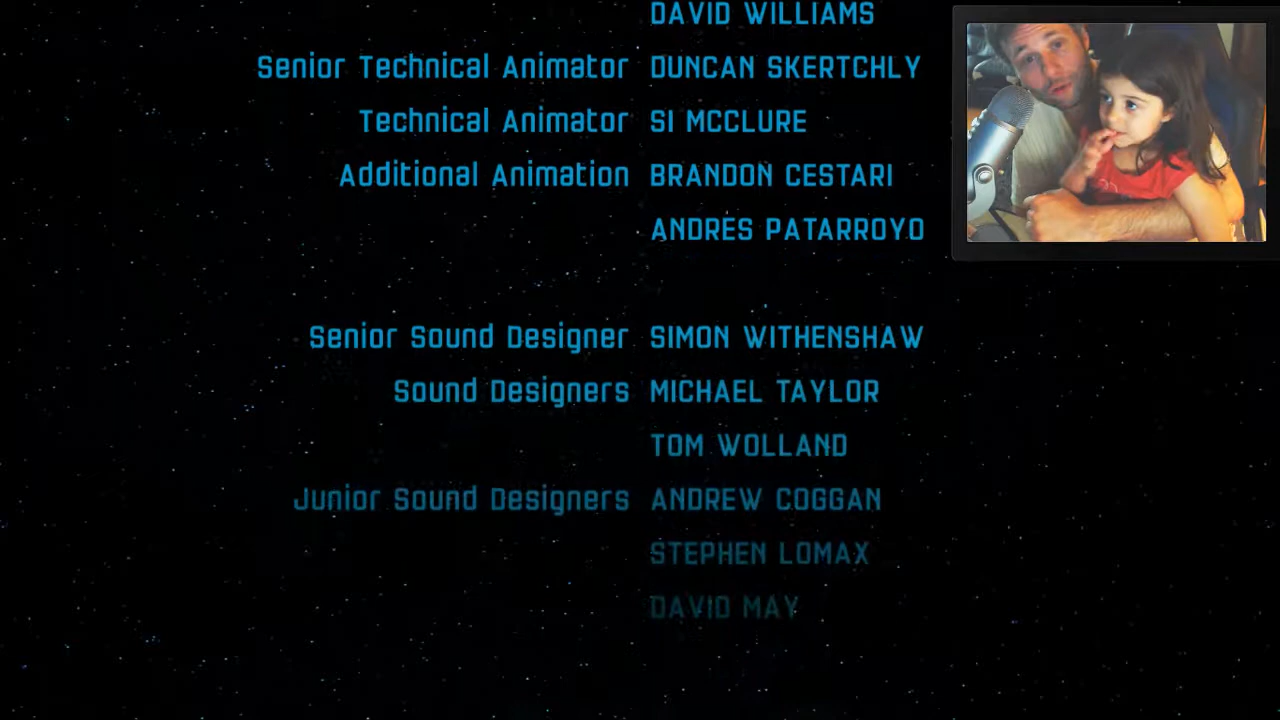 DAVID WILLIAMS
Senior Technical Animator DUNCAN SKERTCHLY
Technical Animator SI MCCLURE
Additional Animation BRANDON CESTARI
ANDRES PATARROYO
Senior Sound Designer SIMON WITHENSHAW
Sound Designers MICHAEL TAYLOR
TOM WOLLAND
Junior Sound Designers ANDREW COGGAN
STEPHEN LOMAX
DAVID MAY